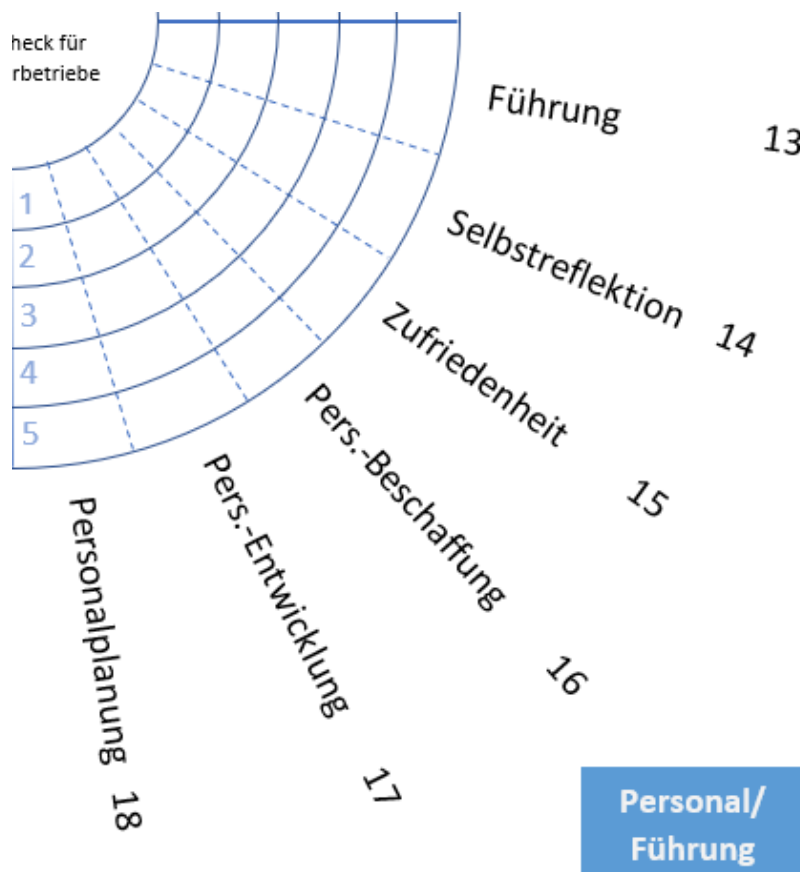 heck für
rbetriebe
1
2
3
4
5
Führung 13
Selbstreflektion 14
Zufriedenheit 15
Pers.-Beschaffung 16
Pers.-Entwicklung 17
Personalplanung 18
Personal/
Führung